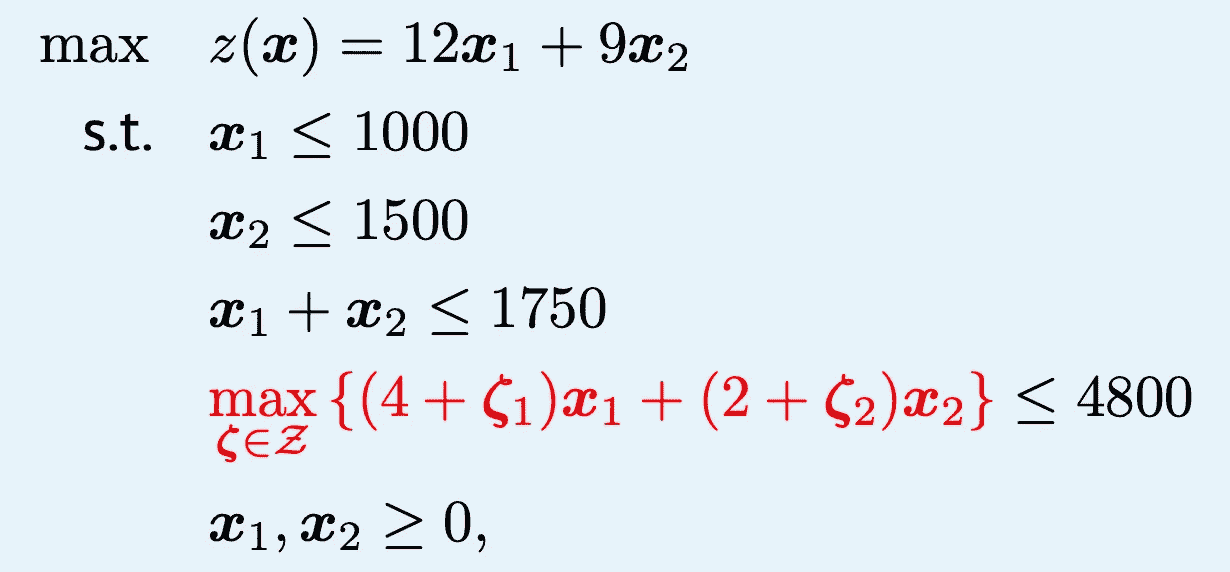 max z(x) = 12x₁ + 9x₂
s.t. x₁ ≤ 1000
x₂ ≤ 1500
x₁ + x₂ ≤ 1750
max {(4 + ζ₁)x₁ + (2 + ζ₂)x₂} ≤ 4800
ζ∈𝒵
x₁, x₂ ≥ 0,